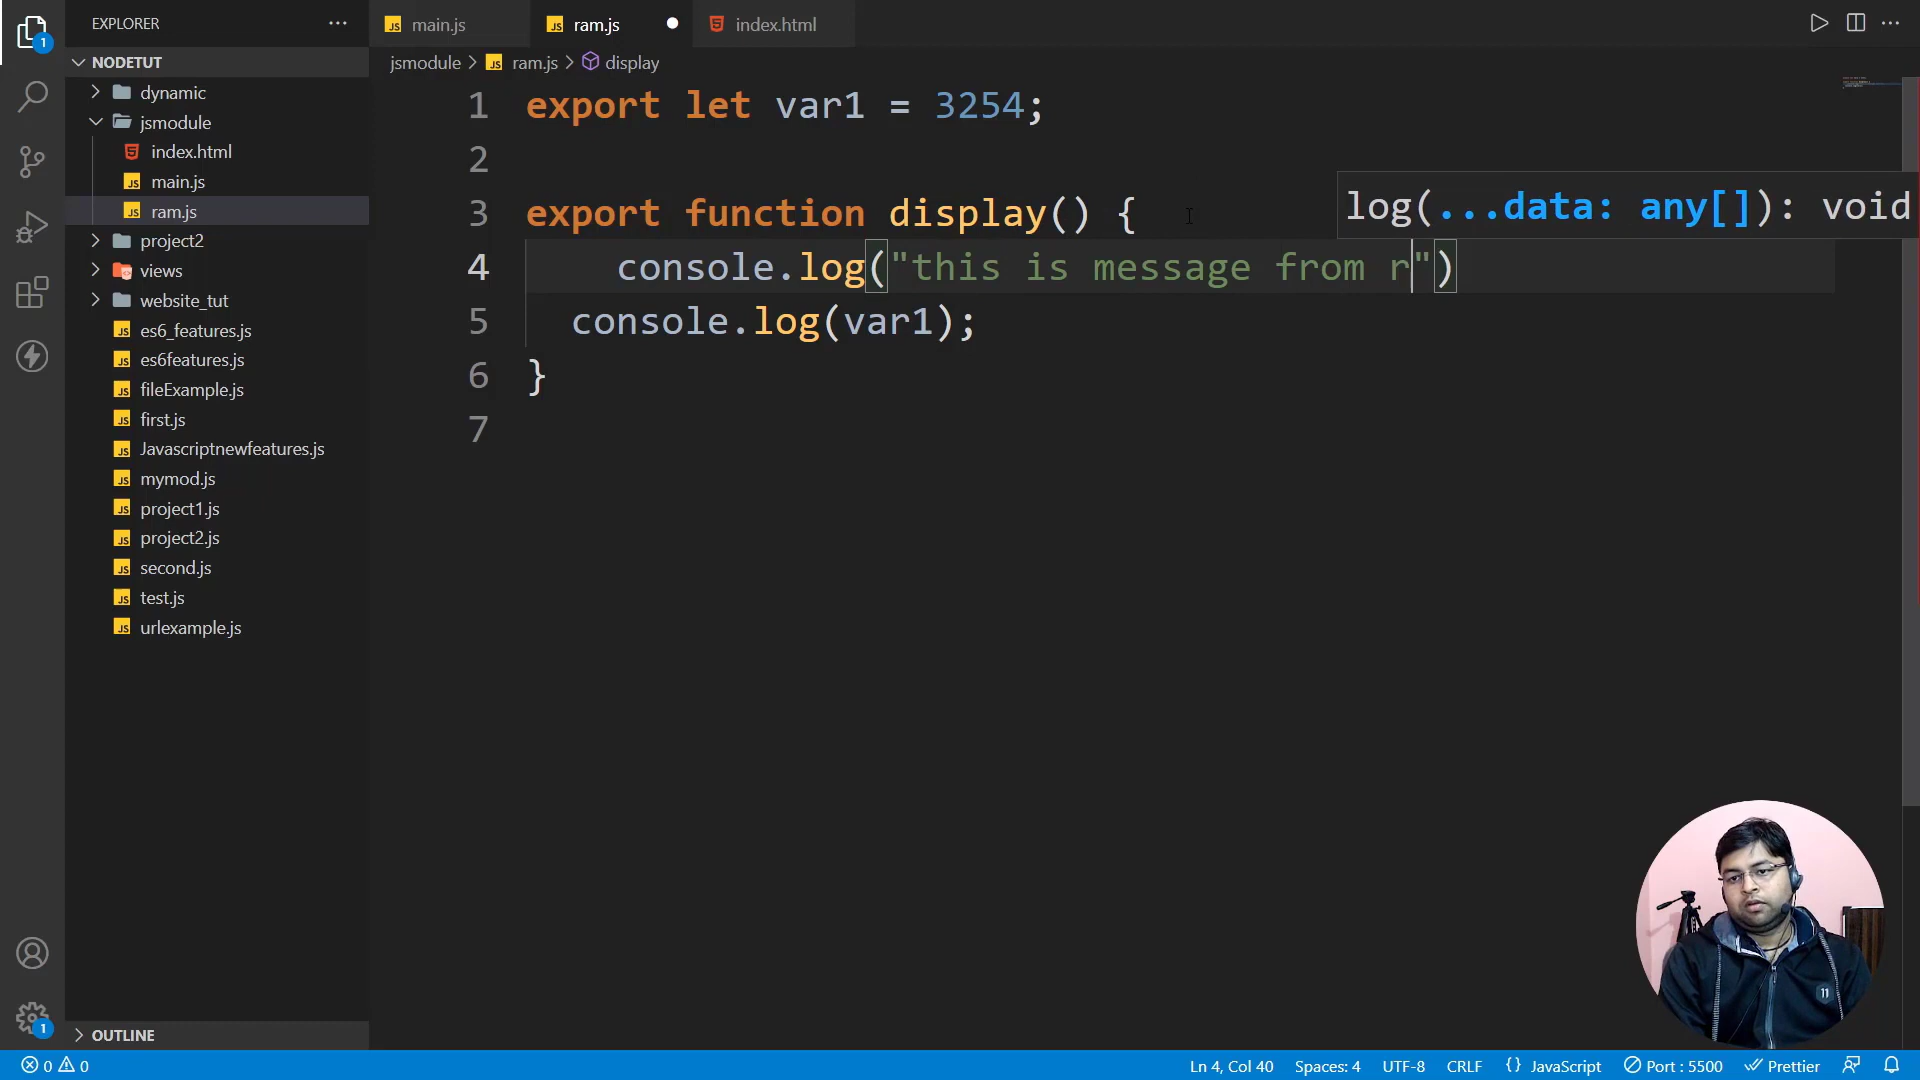 EXPLORER
NODETUT
dynamic
jsmodule
index.html
main.js
ram.js
project2
views
website_tut
es6_features.js
es6features.js
fileExample.js
first.js
Javascriptnewfeatures.js
mymod.js
project1.js
project2.js
second.js
test.js
urlexample.js
OUTLINE
1
1
main.js
ram.js
index.html
jsmodule > ram.js > display
1 export let var1 = 3254;
2
3 export function display() {
log(...data: any[]): void
4 console.log("this is message from r")
5 console.log(var1);
6 }
7
11
0 0 Ln 4, Col 40 Spaces: 4 UTF-8 CRLF {} JavaScript Port : 5500 Prettier